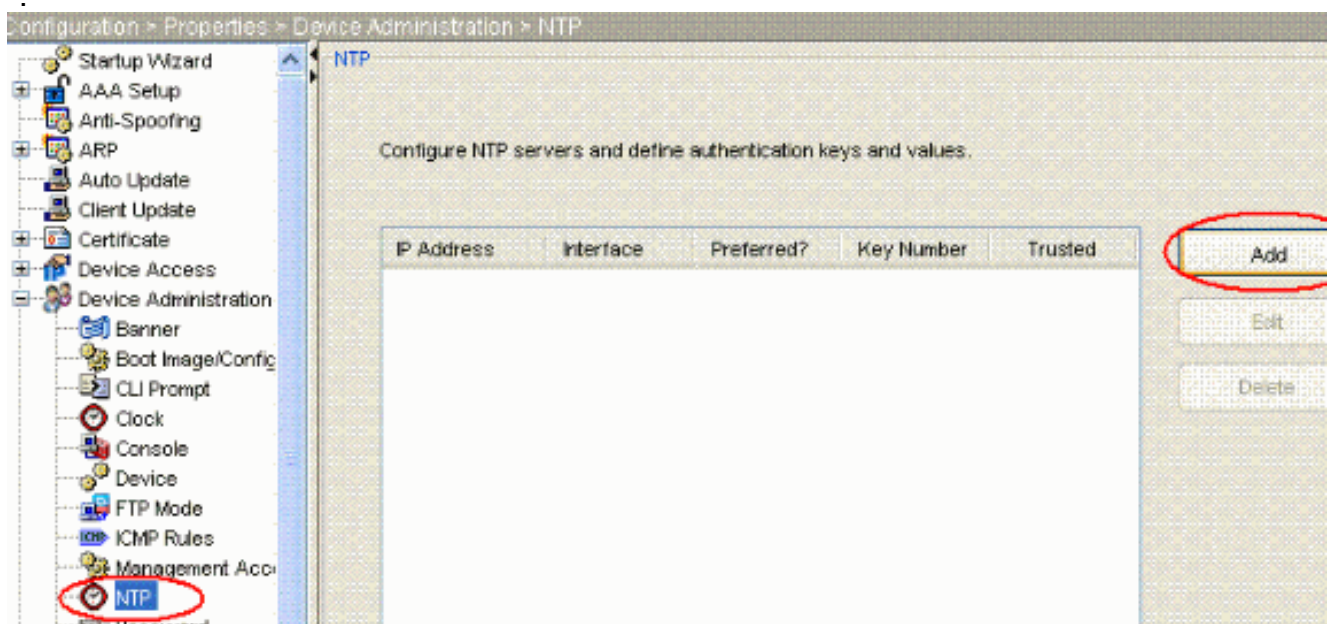 Configuration > Properties > Device Administration > NTP
Startup Wizard
AAA Setup
Anti-Spoofing
ARP
Auto Update
Client Update
Certificate
Device Access
Device Administration
Banner
Boot Image/Config
CLI Prompt
Clock
Console
Device
FTP Mode
ICMP ICMP Rules
Management Acc
NTP
NTP
Configure NTP servers and define authentication keys and values.
IP Address Interface Preferred? Key Number Trusted
Add
Edit
Delete